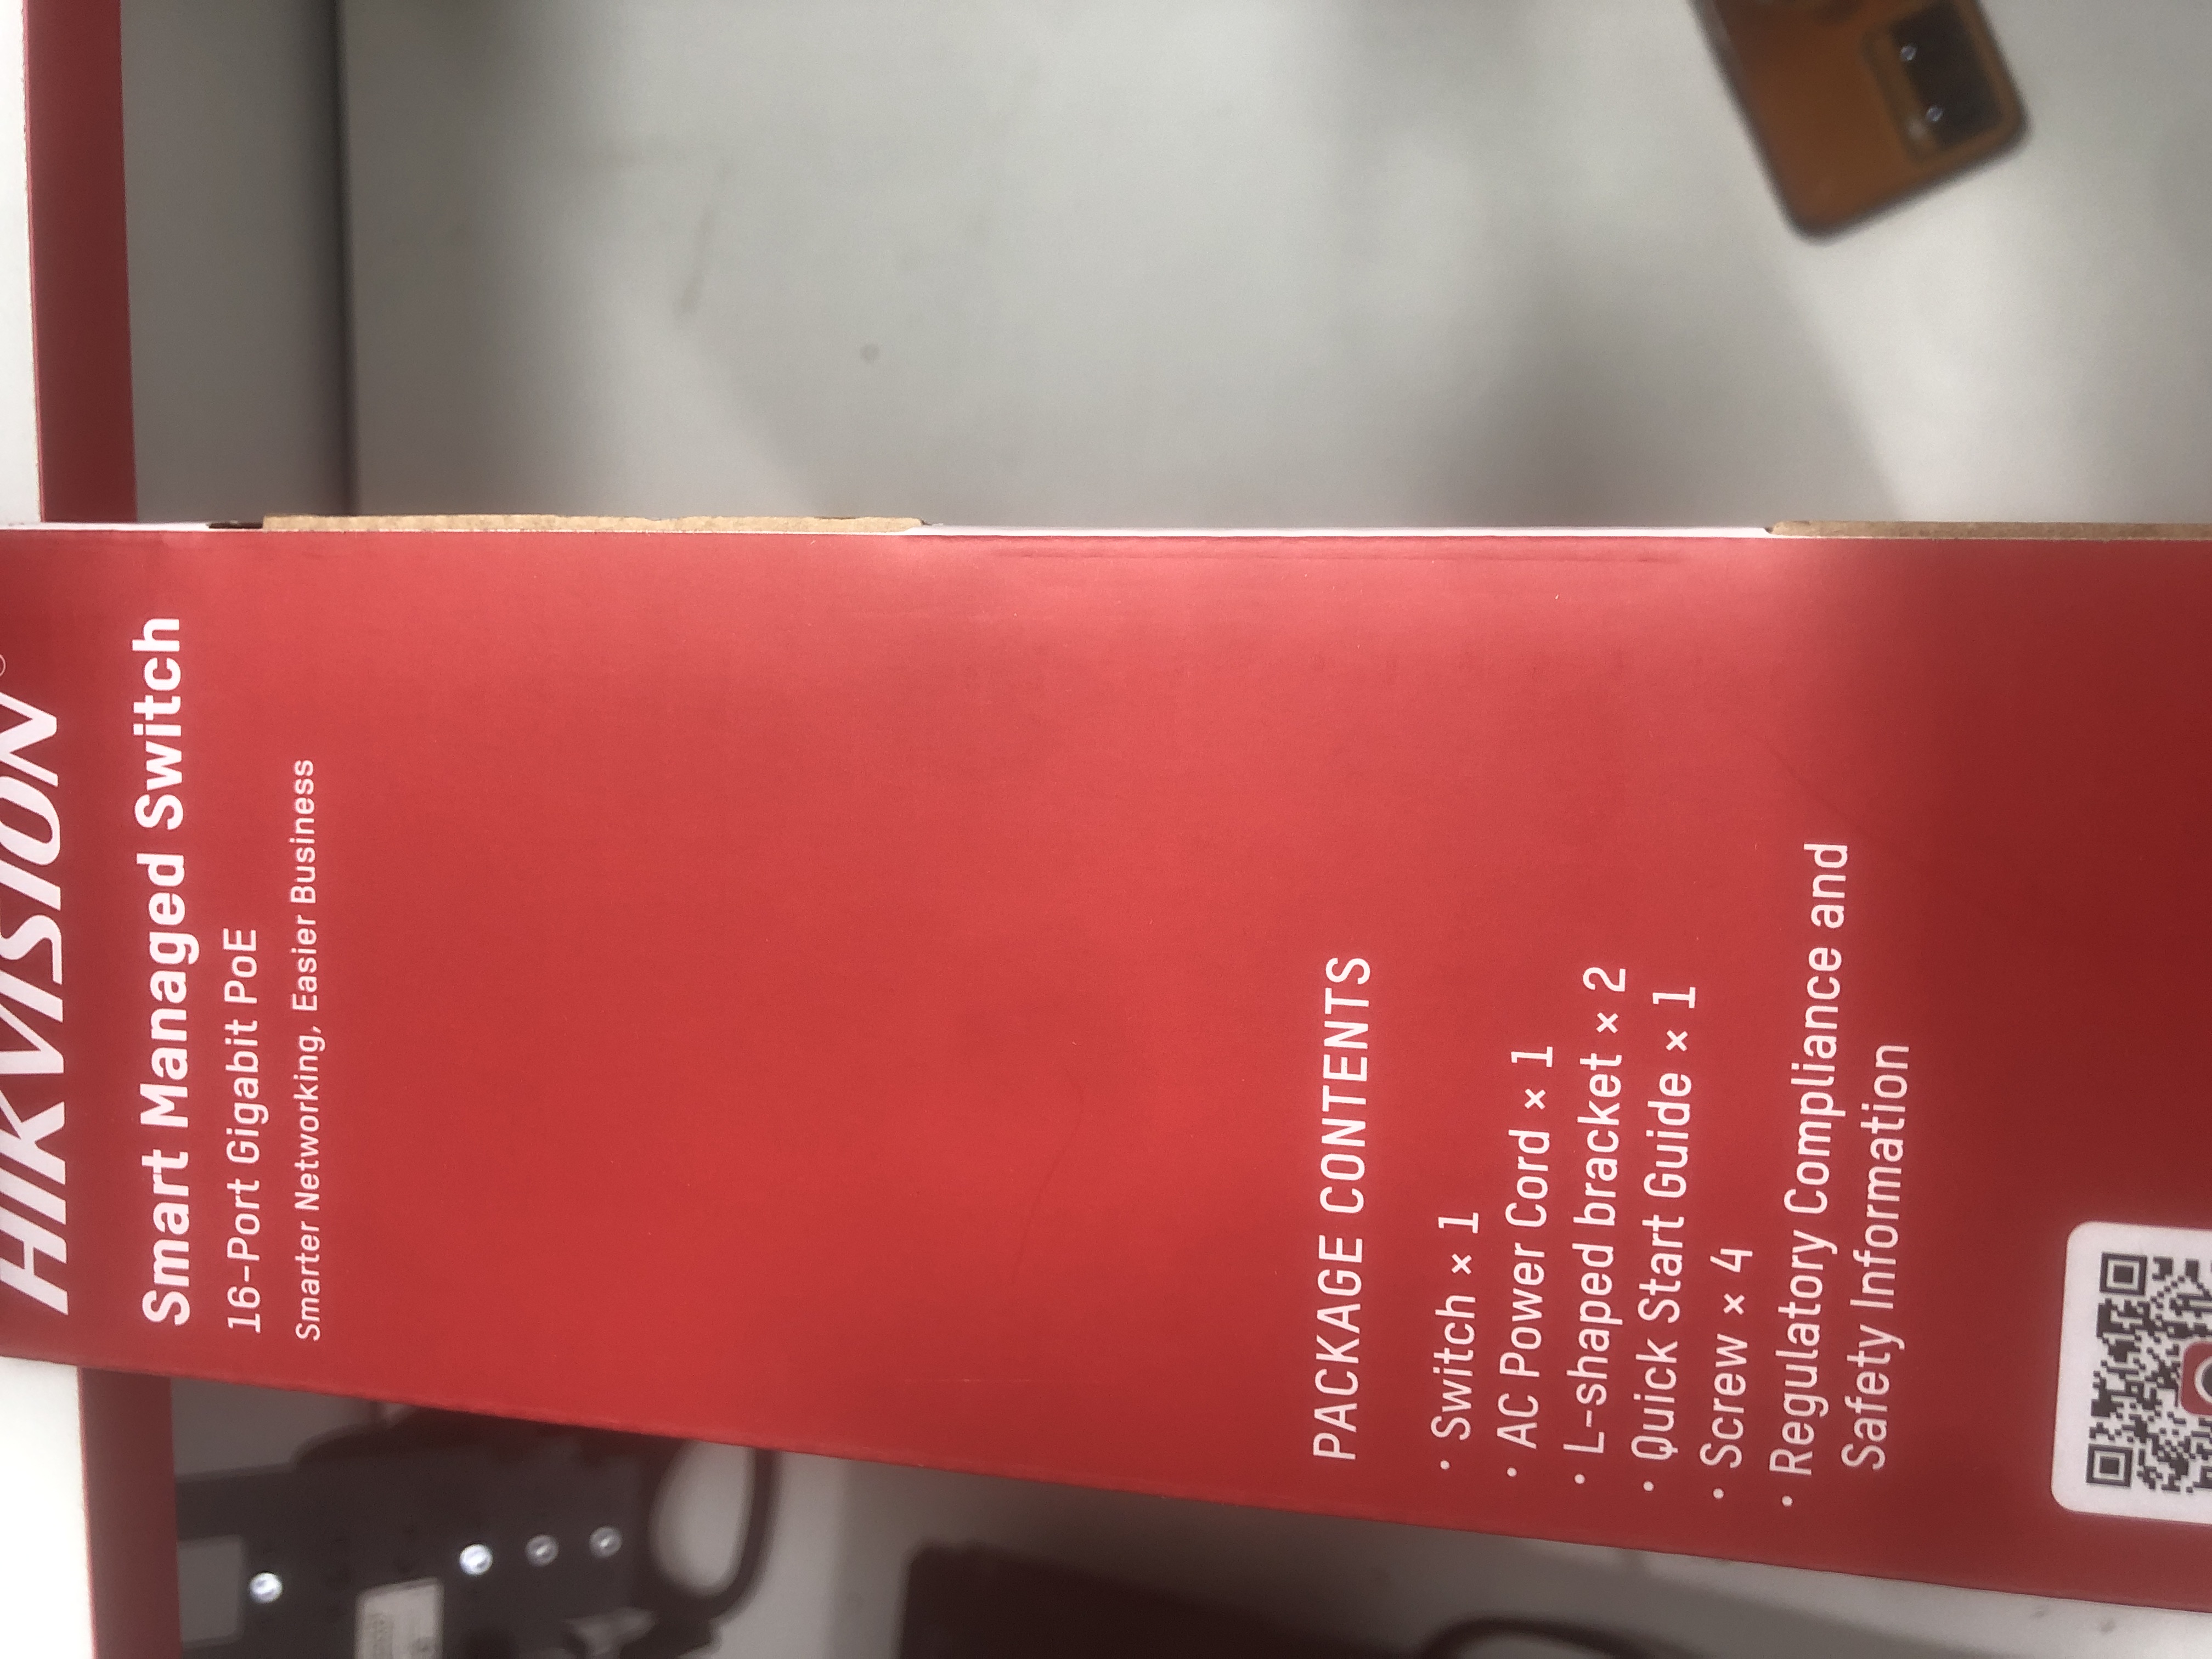 HIKVISION
Smart Managed Switch
16-Port Gigabit PoE
Smarter Networking, Easier Business
PACKAGE CONTENTS
· Switch × 1
· AC Power Cord × 1
· L-shaped bracket × 2
· Quick Start Guide × 1
· Screw × 4
· Regulatory Compliance and
Safety Information